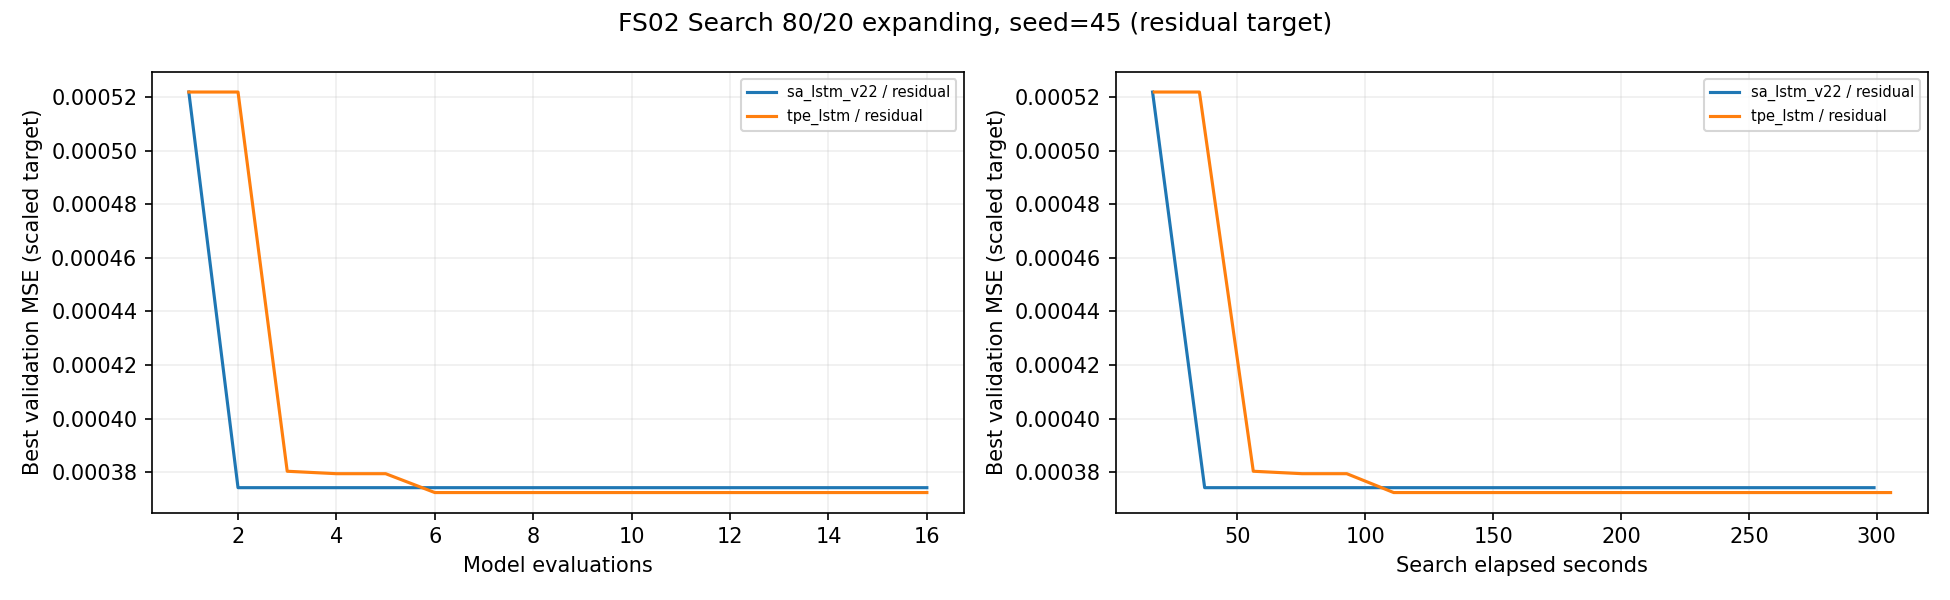 FS02 Search 80/20 expanding, seed=45 (residual target)
Best validation MSE (scaled target)
0.00052
0.00050
0.00048
0.00046
0.00044
0.00042
0.00040
0.00038
sa_lstm_v22 / residual
tpe_lstm / residual
2 4 6 8 10 12 14 16
Model evaluations
Best validation MSE (scaled target)
0.00052
0.00050
0.00048
0.00046
0.00044
0.00042
0.00040
0.00038
sa_lstm_v22 / residual
tpe_lstm / residual
50 100 150 200 250 300
Search elapsed seconds